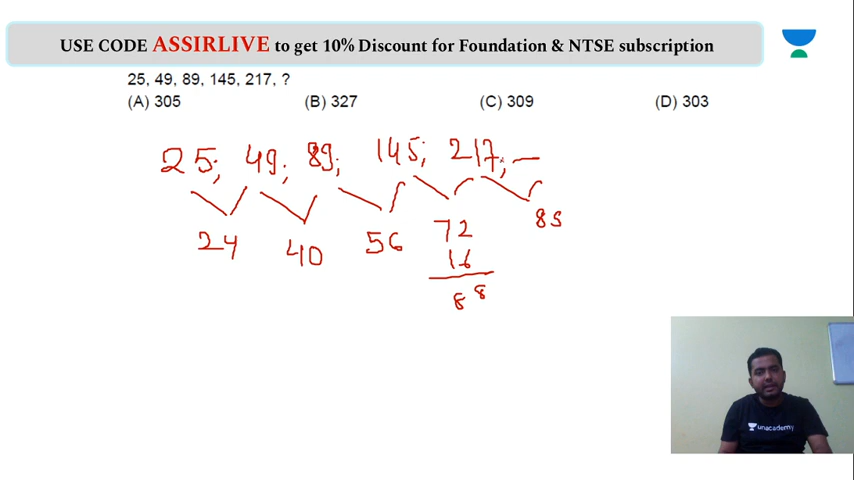 USE CODE ASSIRLIVE to get 10% Discount for Foundation & NTSE subscription
25, 49, 89, 145, 217, ?
(A) 305 (B) 327 (C) 309 (D) 303
25; 49; 89; 145; 217; —
24 40 56 72
16
88
unacademy